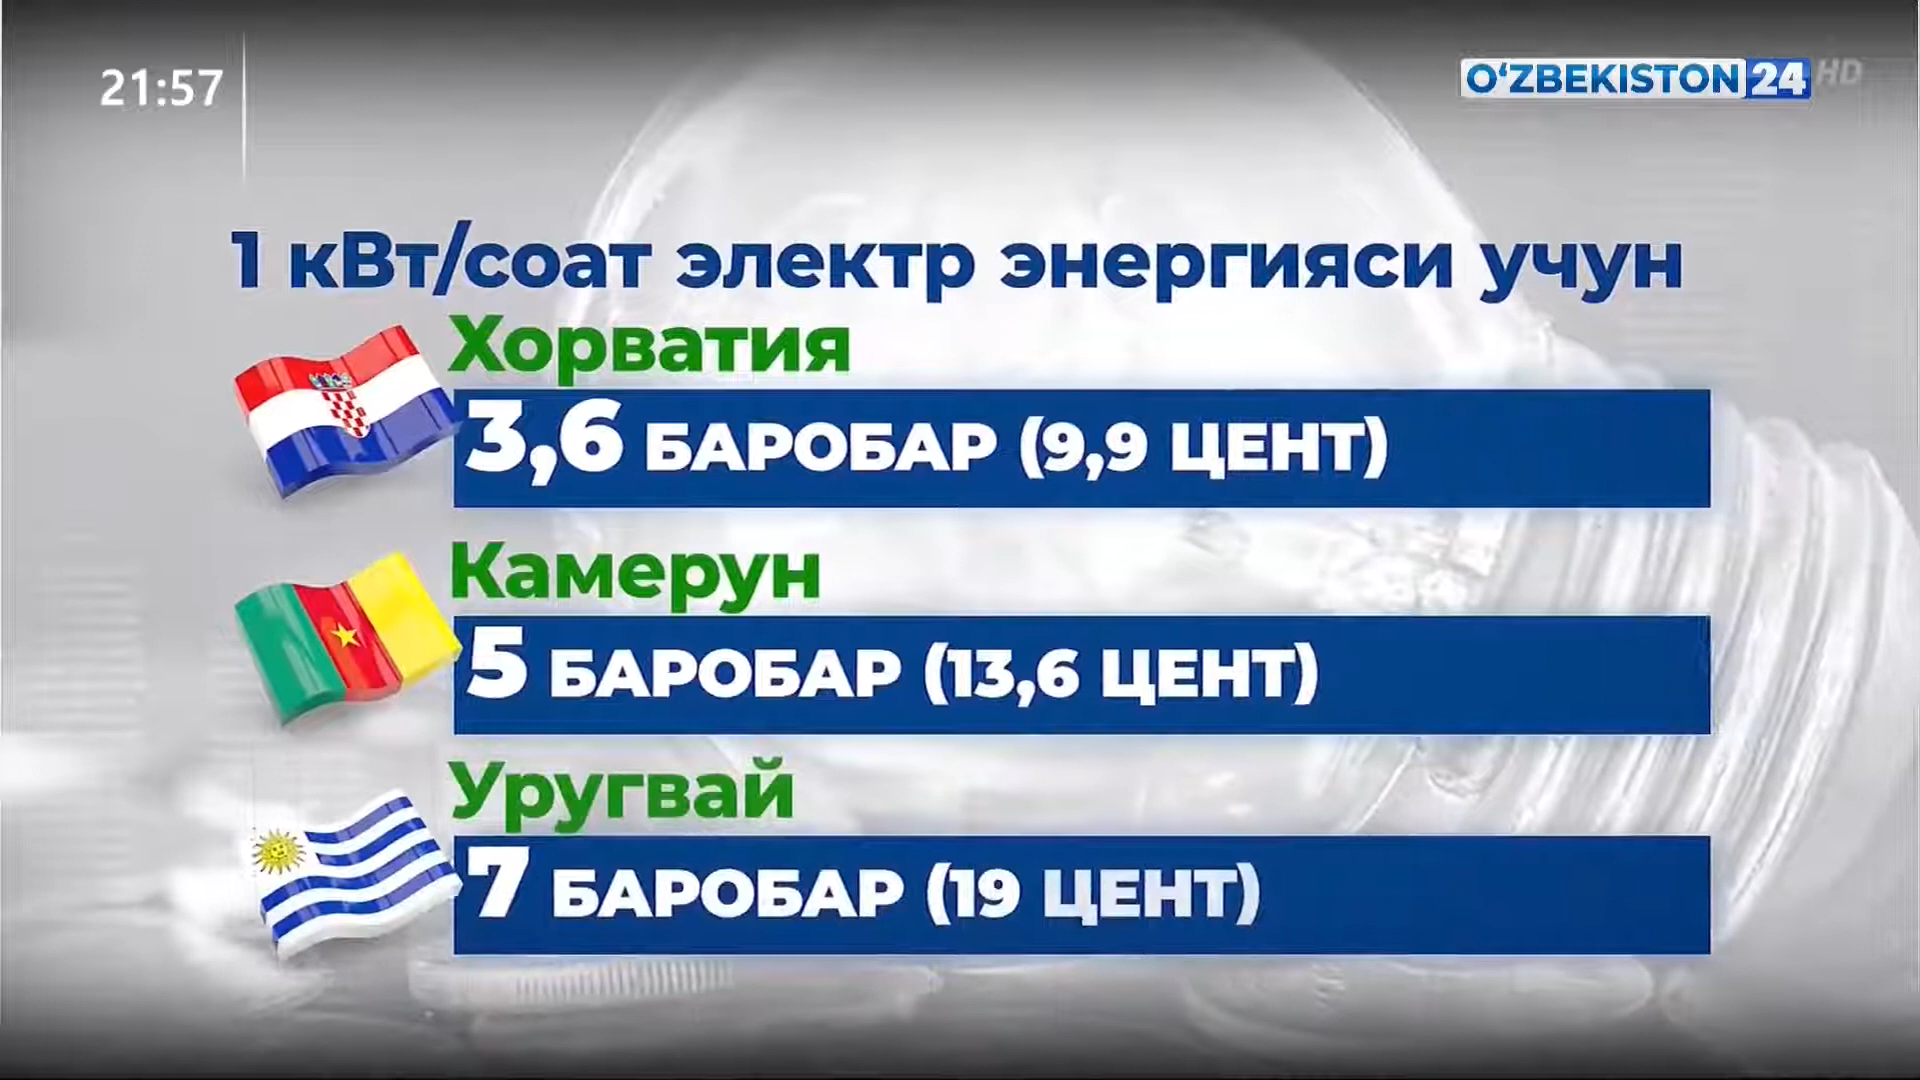 21:57
O‘ZBEKISTON 24 HD
1 кВт/соат электр энергияси учун
Хорватия
3,6 БАРОБАР (9,9 ЦЕНТ)
Камерун
5 БАРОБАР (13,6 ЦЕНТ)
Уругвай
7 БАРОБАР (19 ЦЕНТ)